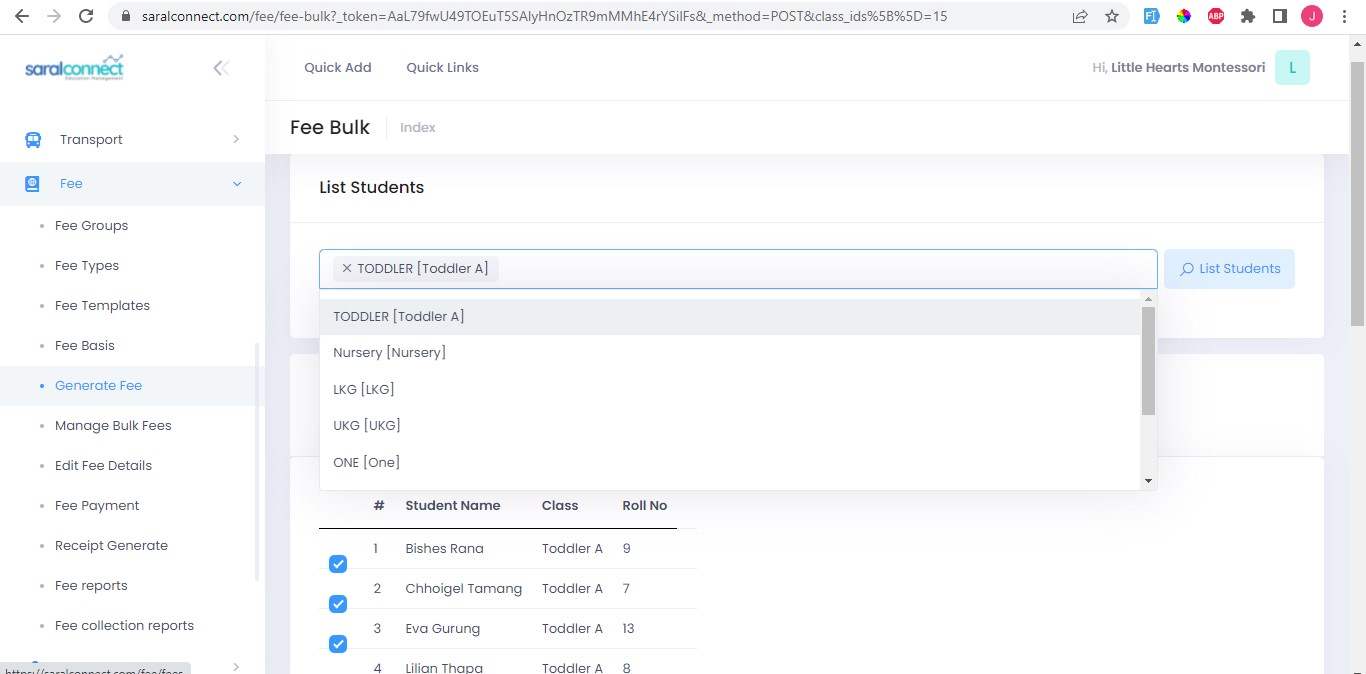 saralconnect.com/fee/fee-bulk?_token=AaL79fwU49TOEuT5SAlyHnOzTR9mMMhE4rYSiIFs&_method=POST&class_ids%5B%5D=15
ABP
J
saralconnect
Education Management
Quick Add
Quick Links
Hi, Little Hearts Montessori
L
Fee Bulk
Index
Transport
Fee
Fee Groups
Fee Types
Fee Templates
Fee Basis
Generate Fee
Manage Bulk Fees
Edit Fee Details
Fee Payment
Receipt Generate
Fee reports
Fee collection reports
https://saralconnect.com/fee/fees
List Students
× TODDLER [Toddler A]
List Students
TODDLER [Toddler A]
Nursery [Nursery]
LKG [LKG]
UKG [UKG]
ONE [One]
# Student Name Class Roll No
1 Bishes Rana Toddler A 9
2 Chhoigel Tamang Toddler A 7
3 Eva Gurung Toddler A 13
4 Lilian Thapa Toddler A 8